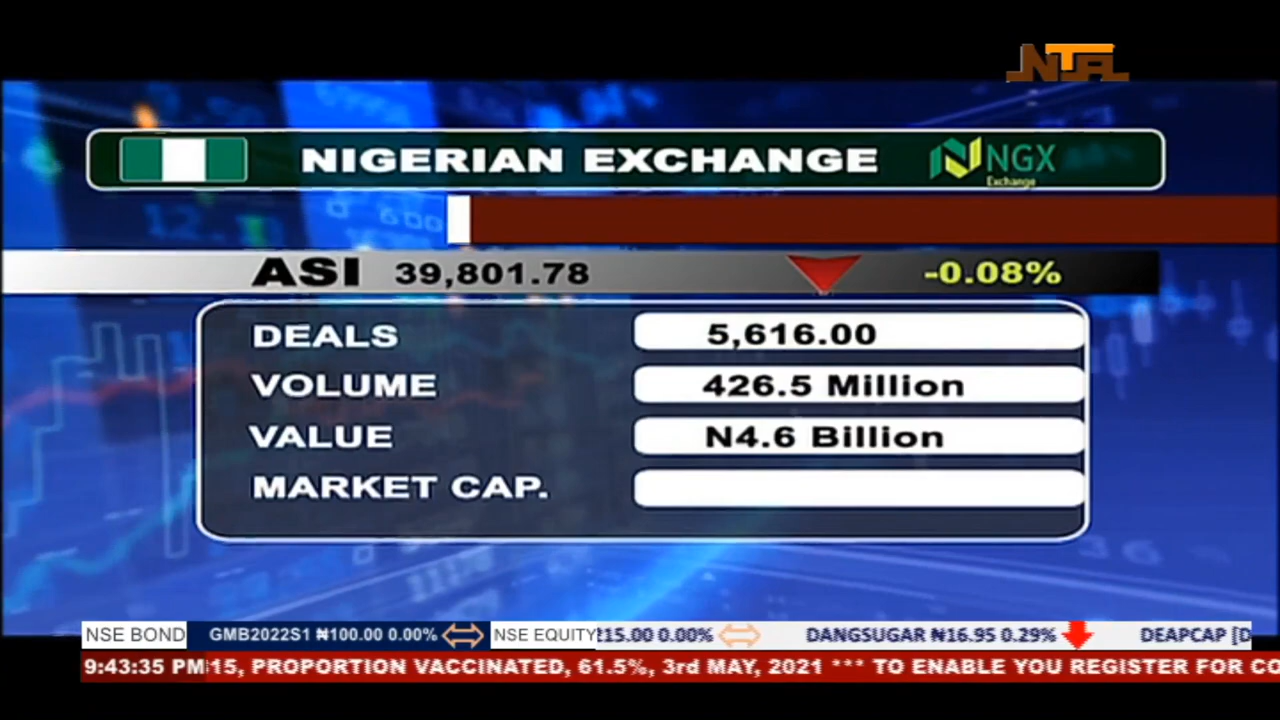 NTA
NIGERIAN EXCHANGE
NGX
Exchange
ASI 39,801.78 -0.08%
DEALS 5,616.00
VOLUME 426.5 Million
VALUE N4.6 Billion
MARKET CAP.
NSE BOND GMB2022S1 ₦100.00 0.00% NSE EQUITY 215.00 0.00% DANGSUGAR ₦16.95 0.29% DEAPCAP [D
9:43:35 PM 15, PROPORTION VACCINATED, 61.5%, 3rd MAY, 2021 *** TO ENABLE YOU REGISTER FOR CO